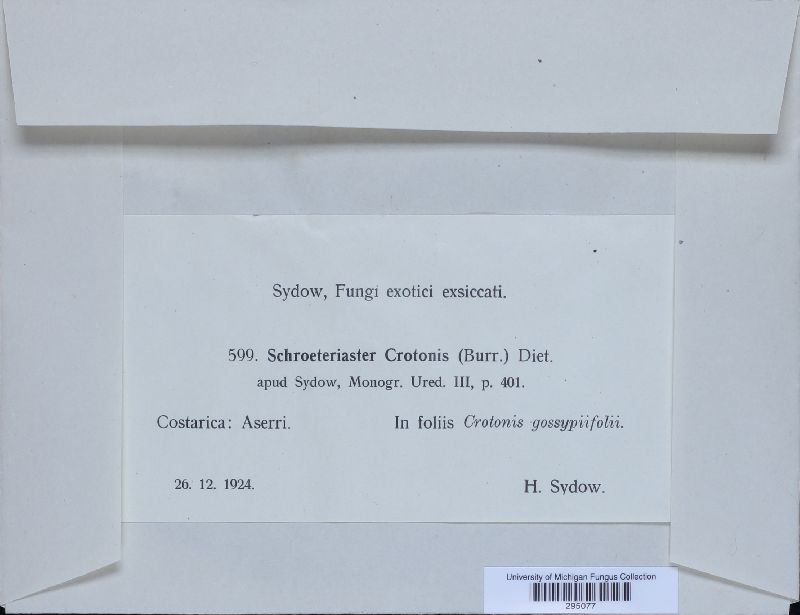 Sydow, Fungi exotici exsiccati.
599. Schroeteriaster Crotonis (Burr.) Diet.
apud Sydow, Monogr. Ured. III, p. 401.
Costarica: Aserri. In foliis Crotonis gossypiifolii.
26. 12. 1924. H. Sydow.
University of Michigan Fungus Collection
295077